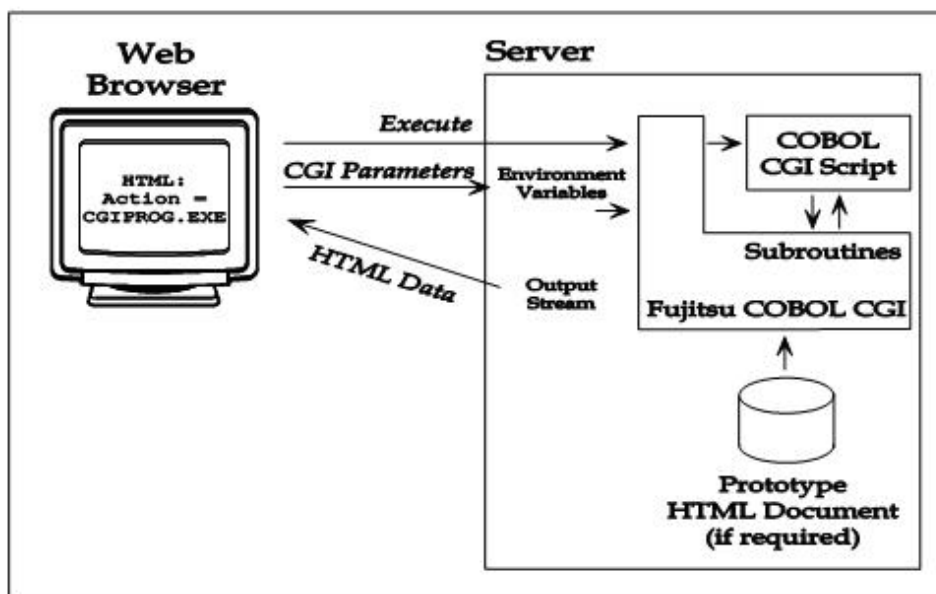 Web
Browser
HTML:
Action =
CGIPROG.EXE
Execute
CGI Parameters
HTML Data
Server
Environment
Variables
Output
Stream
COBOL
CGI Script
Subroutines
Fujitsu COBOL CGI
Prototype
HTML Document
(if required)